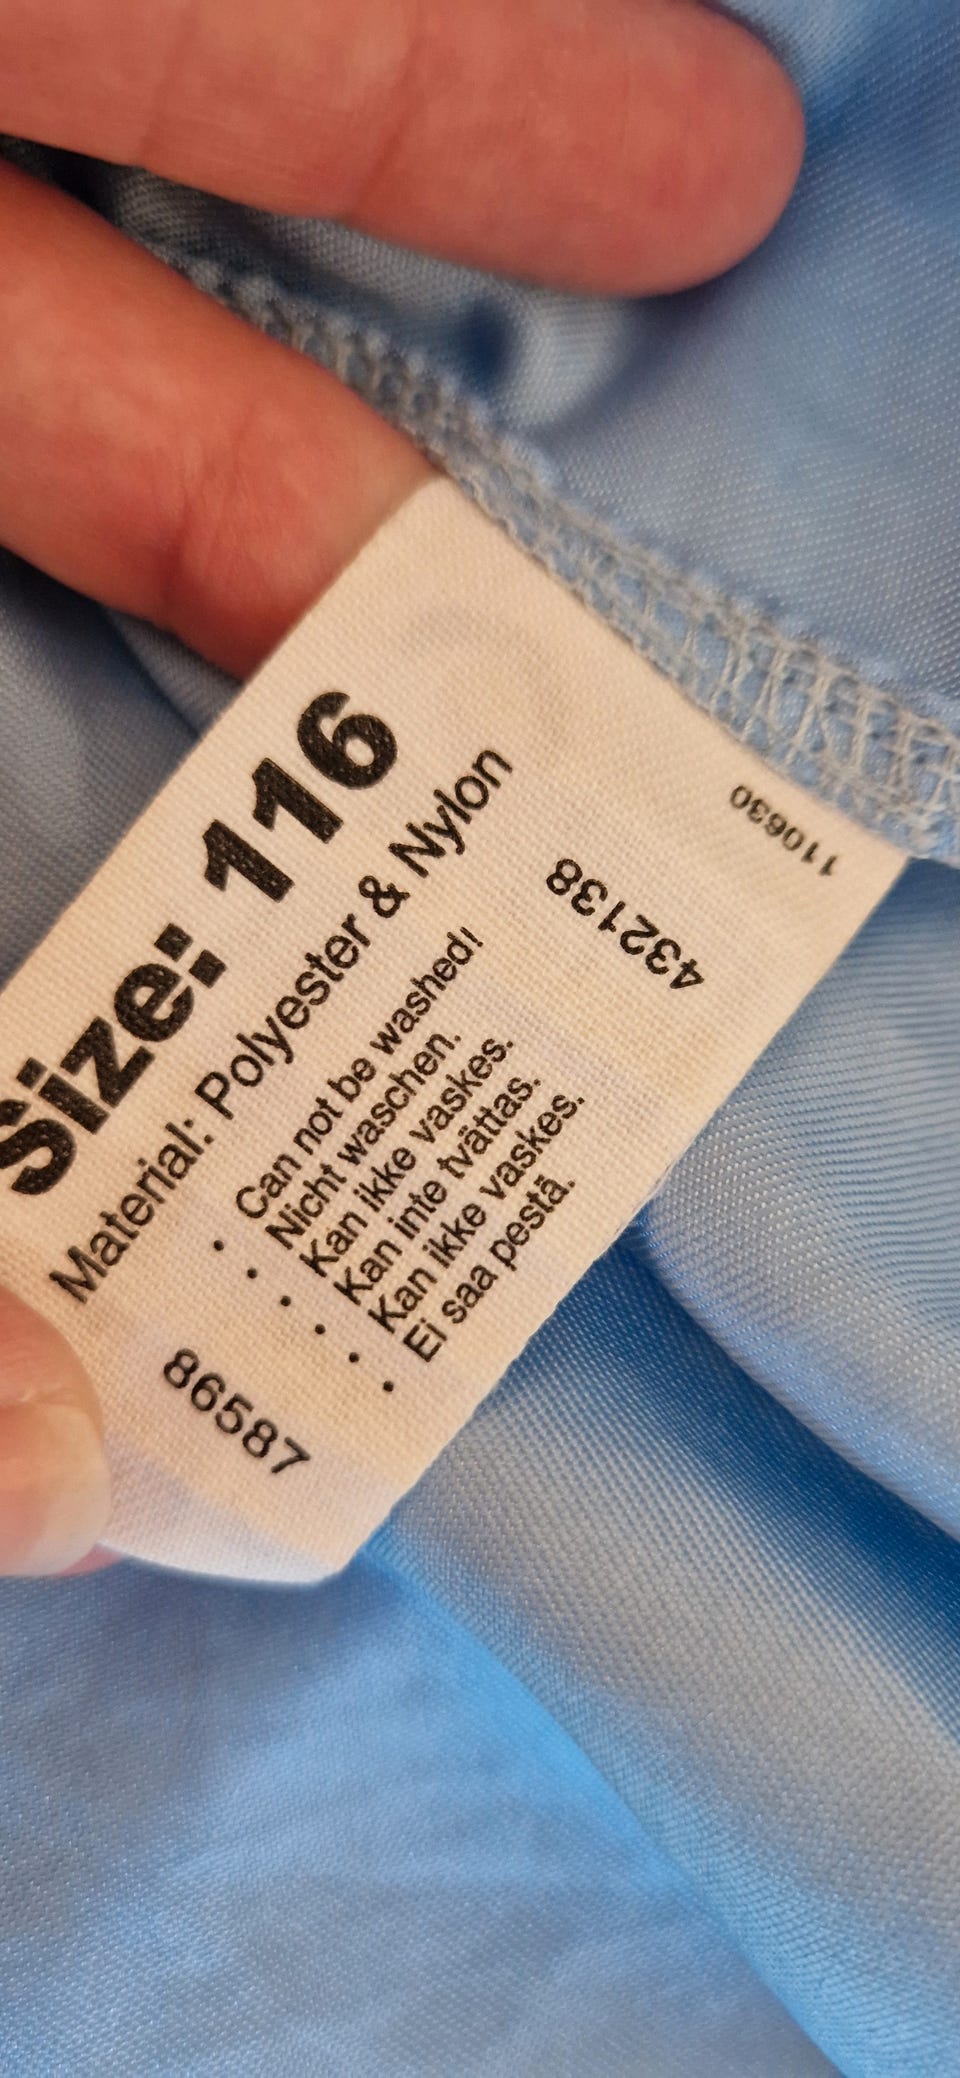 Size: 116
Material: Polyester & Nylon
• Can not be washed!
• Nicht waschen.
• Kan ikke vaskes.
• Kan inte tvättas.
• Kan ikke vaskes.
• Ei saa pestä.
86587
432138
110630